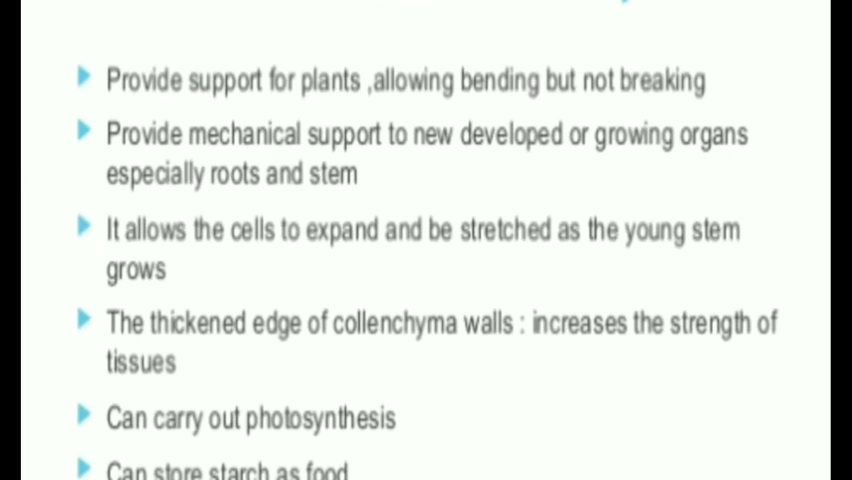 Provide support for plants ,allowing bending but not breaking
Provide mechanical support to new developed or growing organs
especially roots and stem
It allows the cells to expand and be stretched as the young stem
grows
The thickened edge of collenchyma walls : increases the strength of
tissues
Can carry out photosynthesis
Can store starch as food